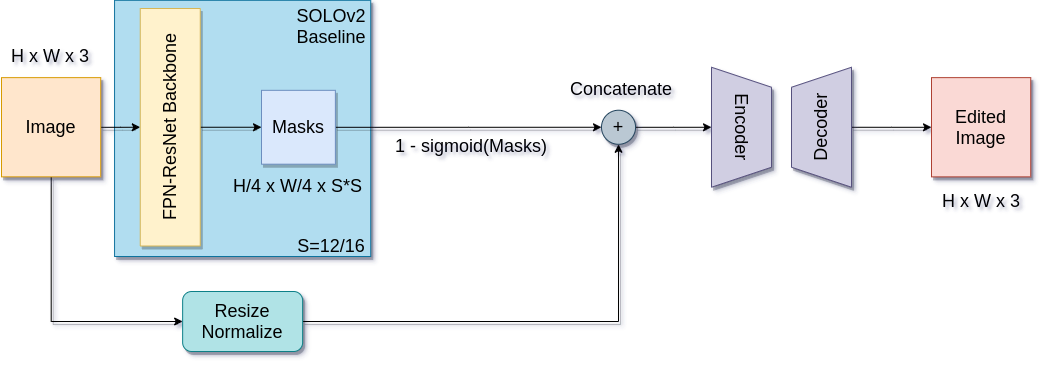 H x W x 3
Image
FPN-ResNet Backbone
SOLOv2
Baseline
Masks
H/4 x W/4 x S*S
S=12/16
1 - sigmoid(Masks)
Resize
Normalize
Concatenate
+
Encoder
Decoder
Edited
Image
H x W x 3